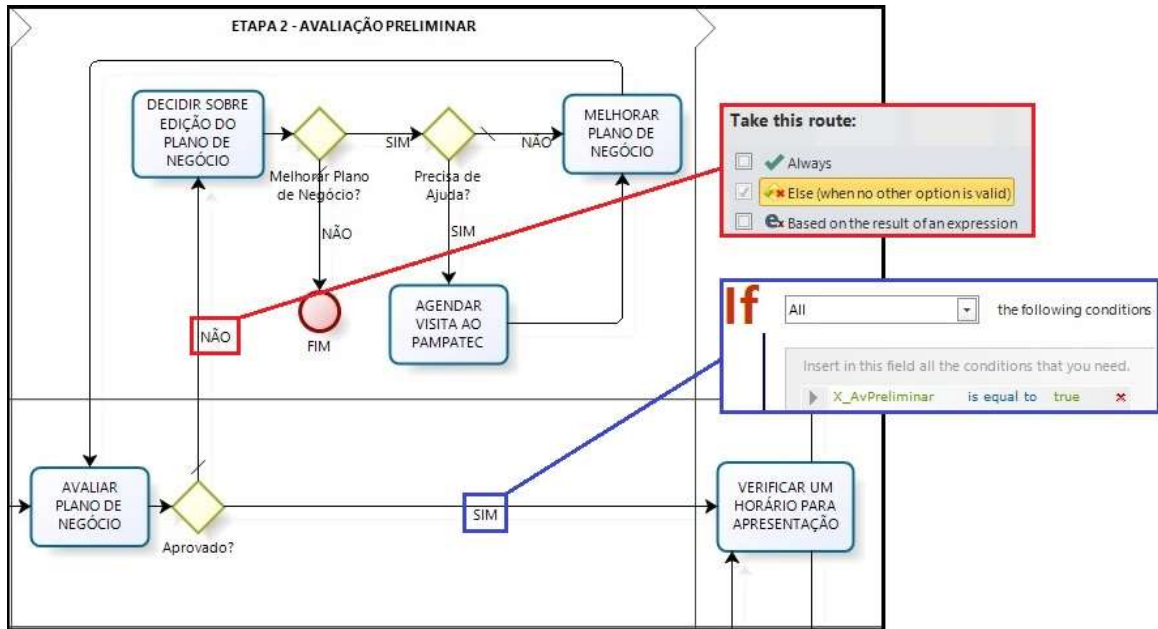 ETAPA 2 - AVALIAÇÃO PRELIMINAR
DECIDIR SOBRE
EDIÇÃO DO
PLANO DE
NEGÓCIO
SIM
NÃO
MELHORAR
PLANO DE
NEGÓCIO
Melhorar Plano
de Negócio?
Precisa de
Ajuda?
NÃO
SIM
FIM
AGENDAR
VISITA AO
PAMPATEC
NÃO
Take this route:
Always
Else (when no other option is valid)
ex Based on the result of an expression
If
All
the following conditions
Insert in this field all the conditions that you need.
X_AvPreliminar is equal to true
AVALIAR
PLANO DE
NEGÓCIO
Aprovado?
SIM
VERIFICAR UM
HORÁRIO PARA
APRESENTAÇÃO